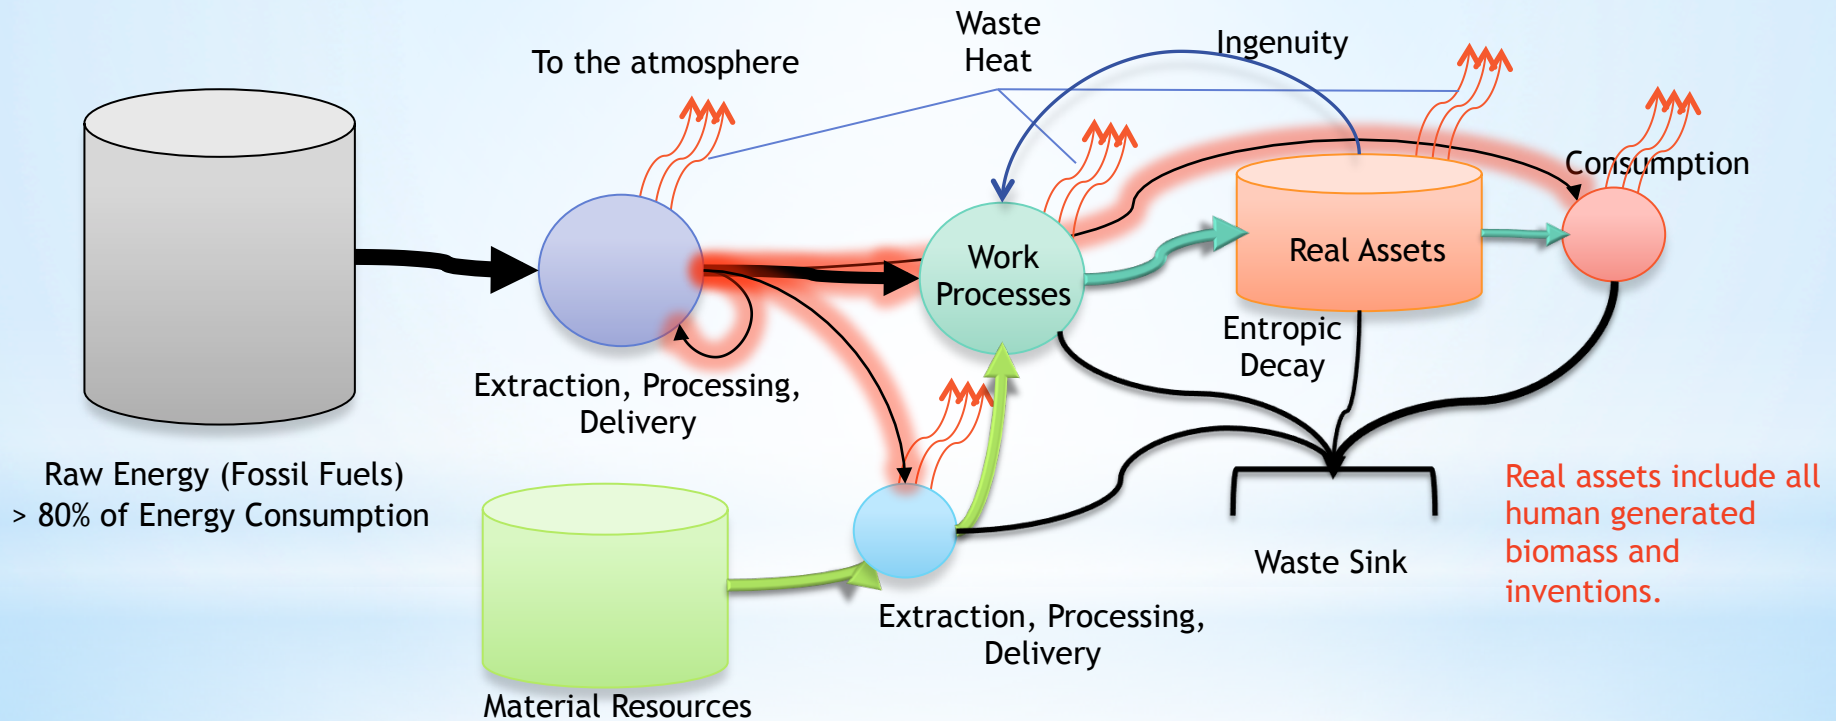 Waste
Heat
Ingenuity
To the atmosphere
Consumption
Work
Processes
Real Assets
Entropic
Decay
Extraction, Processing,
Delivery
Raw Energy (Fossil Fuels)
> 80% of Energy Consumption
Real assets include all
human generated
biomass and
inventions.
Waste Sink
Extraction, Processing,
Delivery
Material Resources